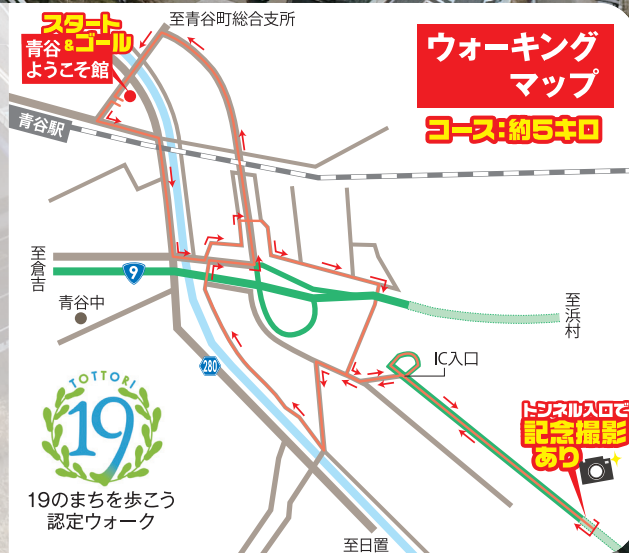 スタート
&ゴール
青谷
ようこそ館
至青谷町総合支所
ウォーキング
マップ
コース:約5キロ
青谷駅
至倉吉
9
青谷中
至浜村
280
IC入口
トンネル入口で
記念撮影
あり
TOTTORI
19
19のまちを歩こう
認定ウォーク
至日置